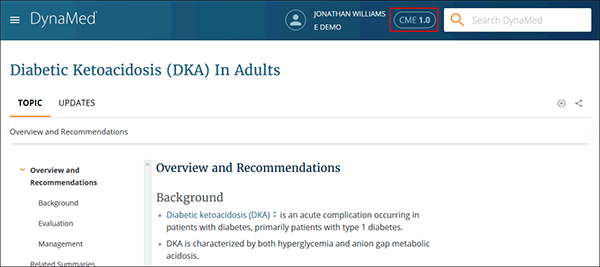 DynaMed
JONATHAN WILLIAMS
E DEMO
CME 1.0
Search DynaMed
Diabetic Ketoacidosis (DKA) In Adults
TOPIC UPDATES
Overview and Recommendations
Overview and
Recommendations
Background
Evaluation
Management
Related Summaries
Overview and Recommendations
Background
• Diabetic ketoacidosis (DKA) is an acute complication occurring in
patients with diabetes, primarily patients with type 1 diabetes.
• DKA is characterized by both hyperglycemia and anion gap metabolic
acidosis.